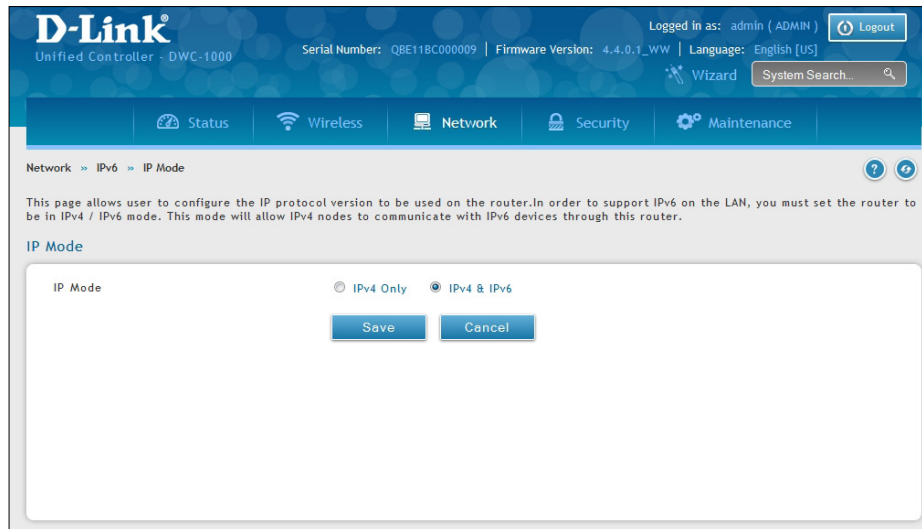 D-Link®
Unified Controller - DWC-1000
Logged in as: admin ( ADMIN )
Logout
Serial Number: QBE11BC000009 | Firmware Version: 4.4.0.1_WW | Language: English [US]
Wizard
System Search...
Status
Wireless
Network
Security
Maintenance
Network » IPv6 » IP Mode
?
This page allows user to configure the IP protocol version to be used on the router.In order to support IPv6 on the LAN, you must set the router to
be in IPv4 / IPv6 mode. This mode will allow IPv4 nodes to communicate with IPv6 devices through this router.
IP Mode
IP Mode
IPv4 Only
IPv4 & IPv6
Save
Cancel